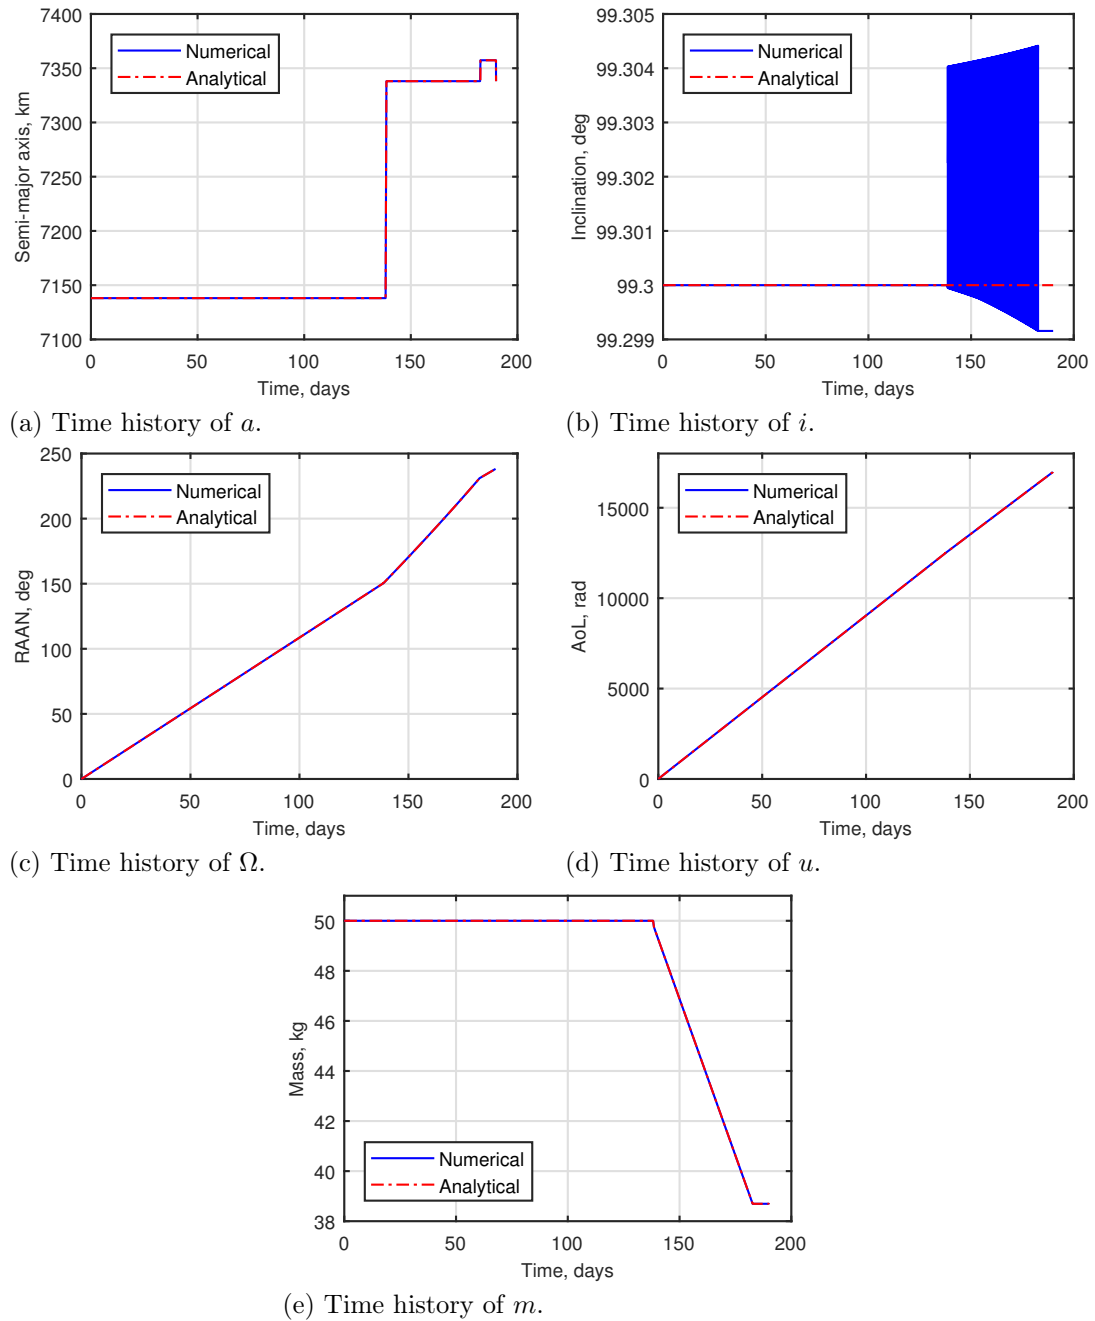 7400
7350
7300
7250
7200
7150
7100
Semi-major axis, km
Numerical
Analytical
0 50 100 150 200
Time, days
(a) Time history of a.
99.305
99.304
99.303
99.302
99.301
99.3
99.299
Inclination, deg
Numerical
Analytical
0 50 100 150 200
Time, days
(b) Time history of i.
250
200
150
100
50
0
RAAN, deg
Numerical
Analytical
0 50 100 150 200
Time, days
(c) Time history of Ω.
15000
10000
5000
0
AoL, rad
Numerical
Analytical
0 50 100 150 200
Time, days
(d) Time history of u.
50
48
46
44
42
40
38
Mass, kg
Numerical
Analytical
0 50 100 150 200
Time, days
(e) Time history of m.